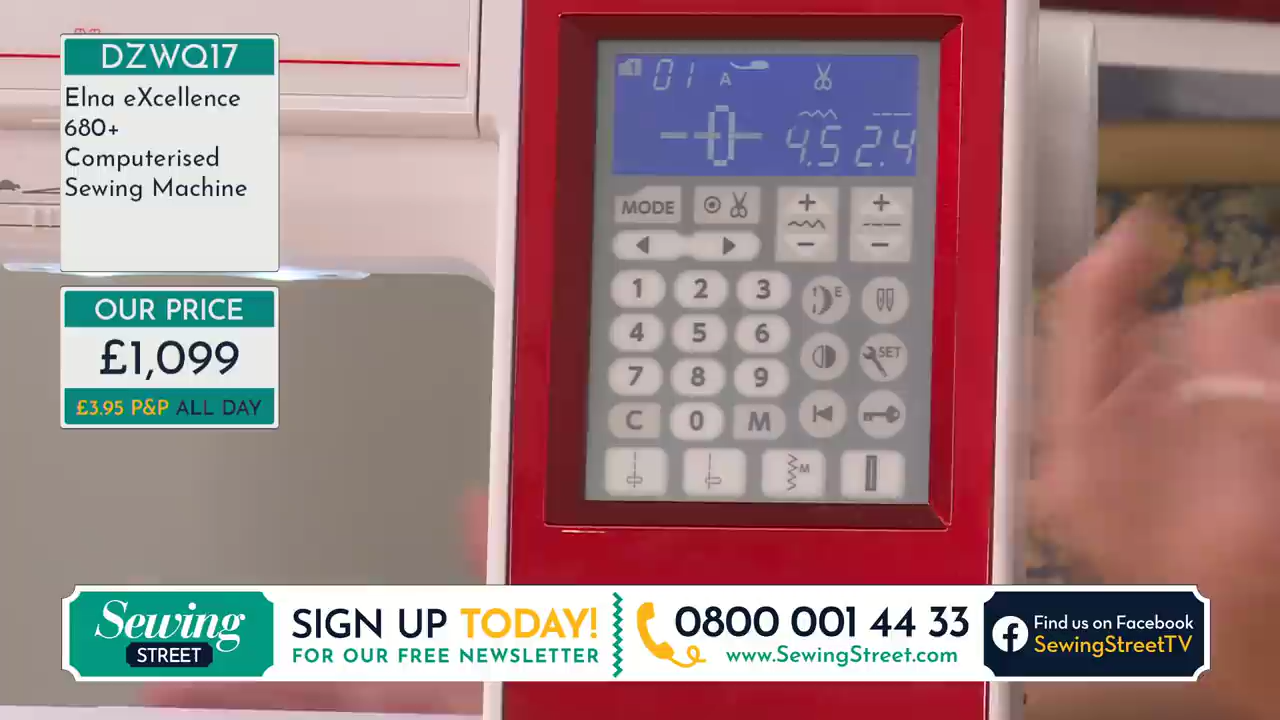 DZWQ17
Elna eXcellence
680+
Computerised
Sewing Machine
OUR PRICE
£1,099
£3.95 P&P ALL DAY
1 01 A
4.5 2.4
MODE
+ +
− −
1 2 3 E
4 5 6 SET
7 8 9
C 0 M
M
Sewing
STREET
SIGN UP TODAY!
FOR OUR FREE NEWSLETTER
0800 001 44 33
www.SewingStreet.com
Find us on Facebook
SewingStreetTV